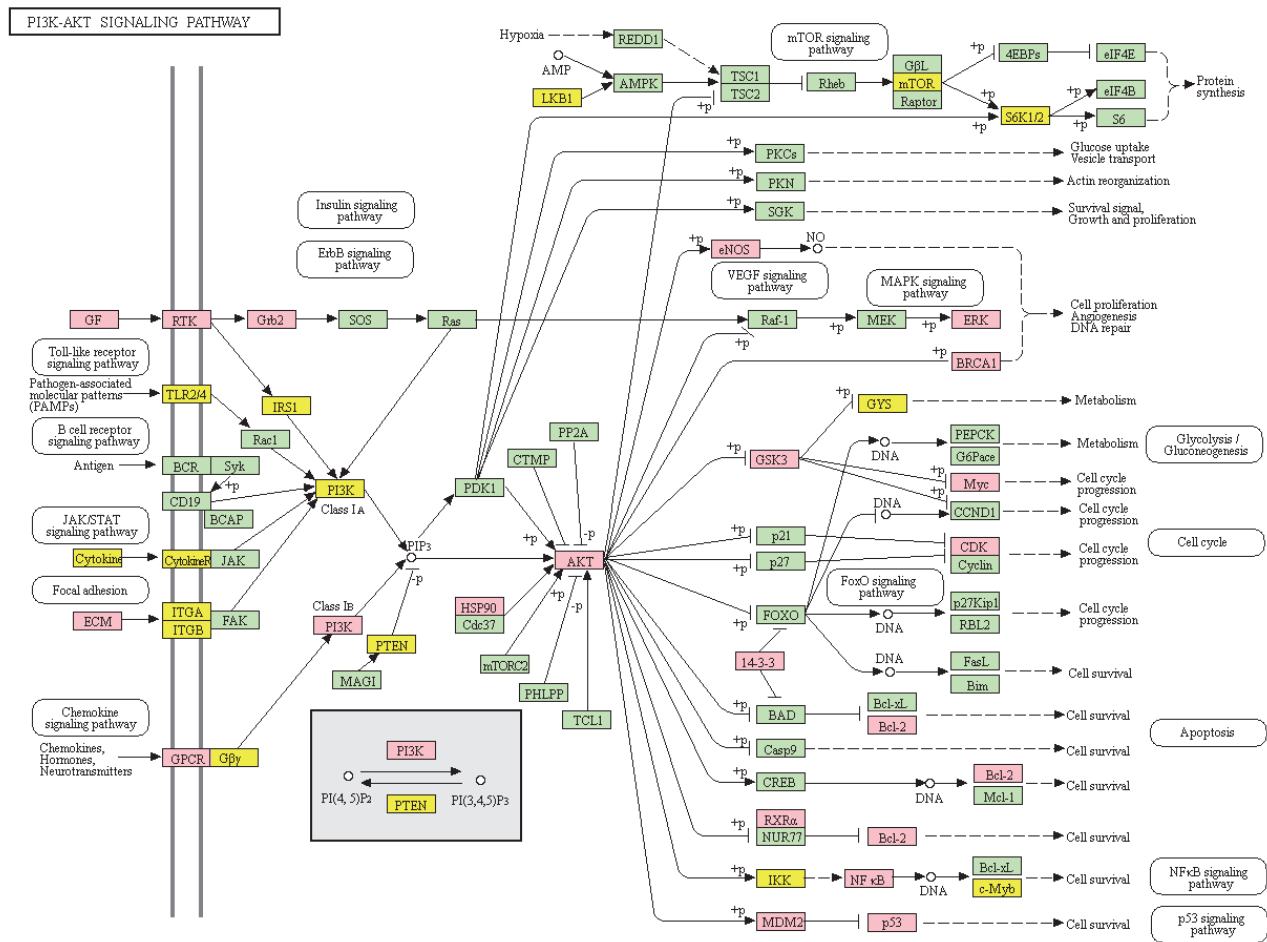 PI3K-AKT SIGNALING PATHWAY
Hypoxia
REDD1
mTOR signaling
pathway
AMP
LKB1
AMPK
TSC1
TSC2
+p
Rheb
GβL
mTOR
Raptor
+p
4EBPs
eIF4E
+p
S6K1/2
+p
+p
eIF4B
+p
S6
Protein
synthesis
+p
PKCs
Glucose uptake
Vesicle transport
+p
PKN
Actin reorganization
+p
SGK
Survival signal,
Growth and proliferation
Insulin signaling
pathway
ErbB signaling
pathway
+p
eNOS
NO
VEGF signaling
pathway
MAPK signaling
pathway
GF
RTK
Grb2
SOS
Ras
Raf-1
+p
+p
MEK
+p
ERK
Cell proliferation
Angiogenesis
DNA repair
+p
BRCA1
Toll-like receptor
signaling pathway
Pathogen-associated
molecular patterns
(PAMPs)
TLR2/4
IRS1
Rac1
+p
GYS
Metabolism
B cell receptor
signaling pathway
Antigen
BCR
Syk
+p
CD19
BCAP
PI3K
Class IA
PDK1
CTMP
PP2A
+p
-p
+p
GSK3
DNA
PEPCK
G6Pace
Metabolism
Glycolysis /
Gluconeogenesis
+p
Myc
Cell cycle
progression
+p
DNA
CCND1
Cell cycle
progression
JAK/STAT
signaling pathway
Cytokine
CytokineR
JAK
PIP3
-p
AKT
+p
-p
+p
p21
+p
p27
CDK
Cyclin
Cell cycle
progression
Cell cycle
Focal adhesion
ECM
ITGA
ITGB
FAK
Class IB
PI3K
PTEN
MAGI
HSP90
Cdc37
mTORC2
PHLPP
TCL1
FoxO signaling
pathway
+p
FOXO
DNA
p27Kip1
RBL2
Cell cycle
progression
14-3-3
DNA
FasL
Bim
Cell survival
Chemokine
signaling pathway
Chemokines,
Hormones,
Neurotransmitters
GPCR
Gβγ
PI3K
PI(4, 5)P2
PI(3,4,5)P3
PTEN
+p
BAD
Bcl-xL
Bcl-2
Cell survival
Apoptosis
+p
Casp9
Cell survival
+p
CREB
DNA
Bcl-2
Mcl-1
Cell survival
+p
RXRα
NUR77
Bcl-2
Cell survival
+p
IKK
NFκB
DNA
Bcl-xL
c-Myb
Cell survival
NFκB signaling
pathway
+p
MDM2
p53
Cell survival
p53 signaling
pathway